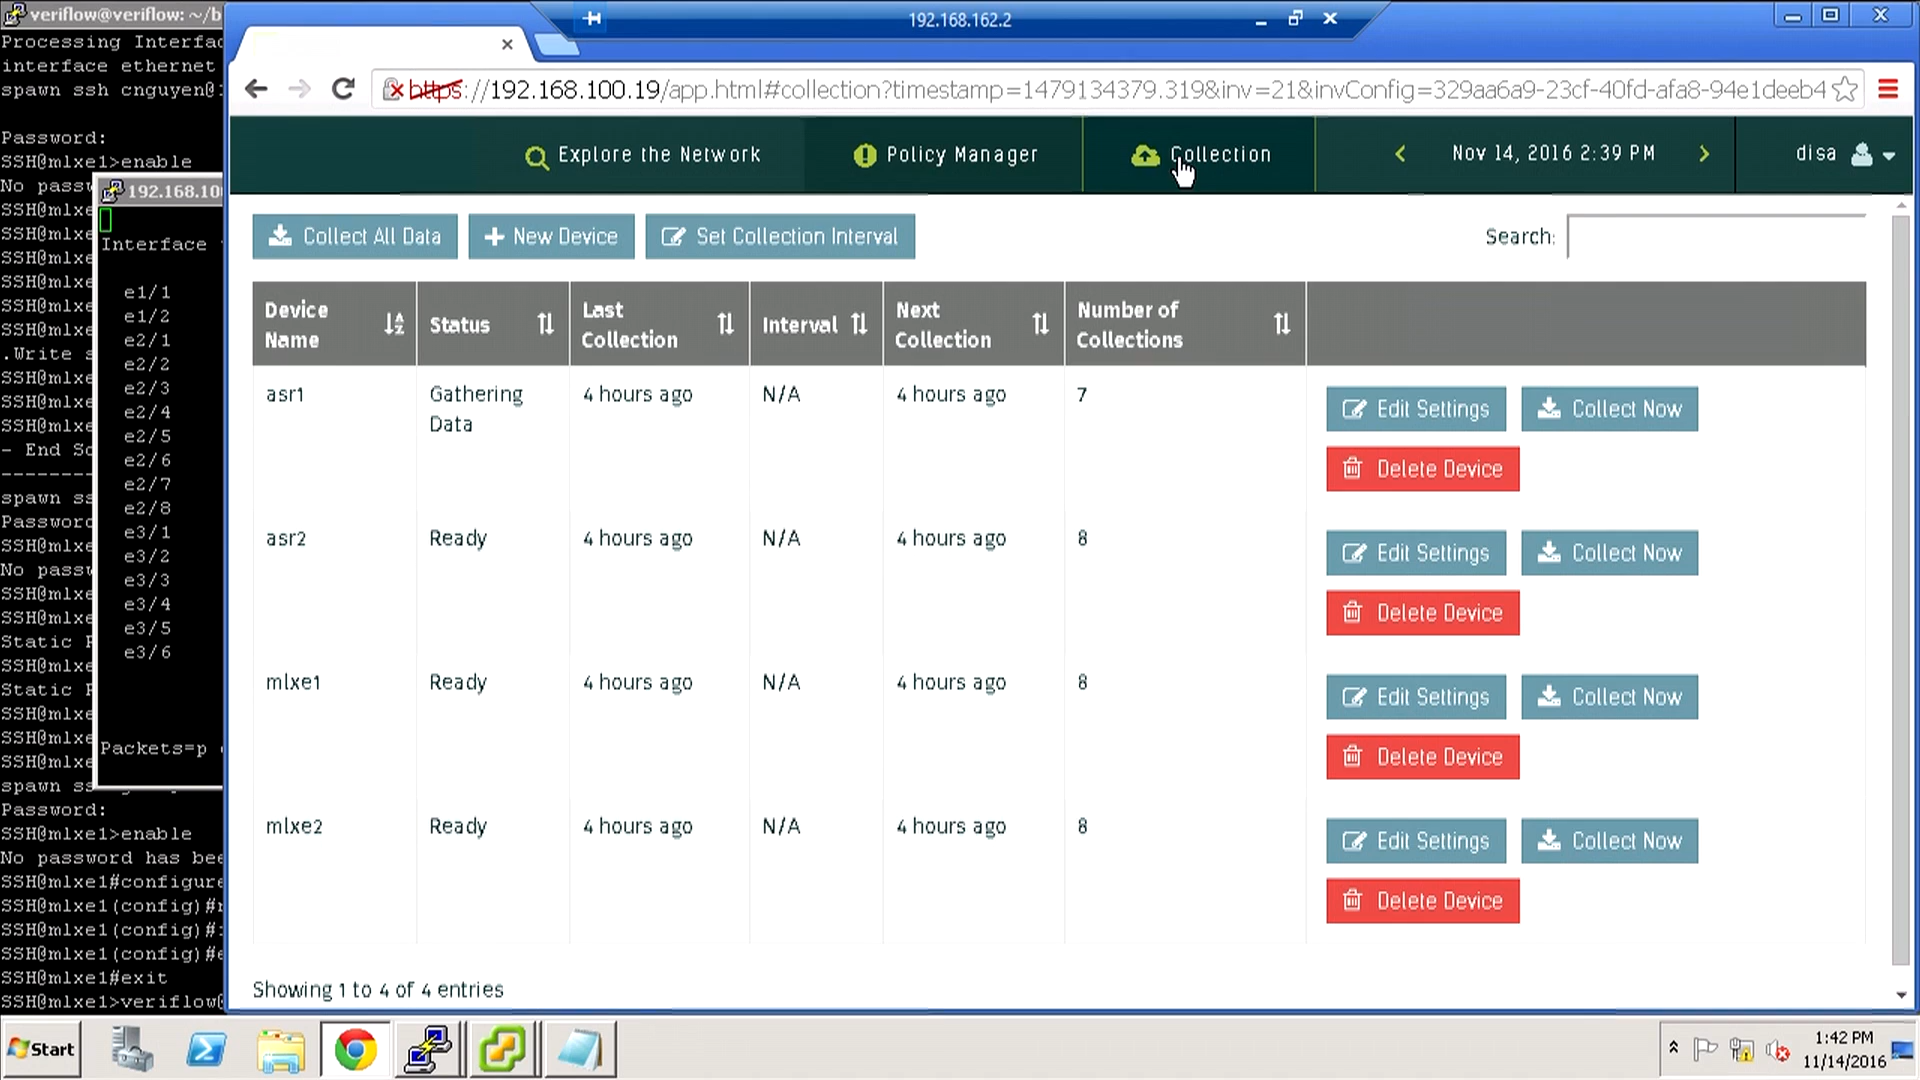 veriflow@veriflow: ~/b
192.168.162.2
Processing Interfac
interface ethernet
spawn ssh cnguyen@
Password:
SSH@mlxe1>enable
No passw
SSH@mlxe
SSH@mlxe
SSH@mlxe
SSH@mlxe
SSH@mlxe
SSH@mlxe
.Write s
SSH@mlxe
SSH@mlxe
SSH@mlxe
- End Sc
--------
spawn ss
Password
SSH@mlxe
No passw
SSH@mlxe
SSH@mlxe
Static R
SSH@mlxe
Static R
SSH@mlxe
SSH@mlxe
SSH@mlxe
spawn ss
Password:
SSH@mlxe1>enable
No password has bee
SSH@mlxe1#configure
SSH@mlxe1(config)#
SSH@mlxe1(config)#
SSH@mlxe1(config)#e
SSH@mlxe1#exit
SSH@mlxe1>veriflow@
192.168.10
Interface
e1/1
e1/2
e2/1
e2/2
e2/3
e2/4
e2/5
e2/6
e2/7
e2/8
e3/1
e3/2
e3/3
e3/4
e3/5
e3/6
Packets=p
https://192.168.100.19/app.html#collection?timestamp=1479134379.319&inv=21&invConfig=329aa6a9-23cf-40fd-afa8-94e1deeb4
Explore the Network Policy Manager Collection Nov 14, 2016 2:39 PM disa
Collect All Data New Device Set Collection Interval Search:
Device Name Status Last Collection Interval Next Collection Number of Collections
asr1 Gathering Data 4 hours ago N/A 4 hours ago 7 Edit Settings Collect Now
Delete Device
asr2 Ready 4 hours ago N/A 4 hours ago 8 Edit Settings Collect Now
Delete Device
mlxe1 Ready 4 hours ago N/A 4 hours ago 8 Edit Settings Collect Now
Delete Device
mlxe2 Ready 4 hours ago N/A 4 hours ago 8 Edit Settings Collect Now
Delete Device
Showing 1 to 4 of 4 entries
Start
1:42 PM
11/14/2016